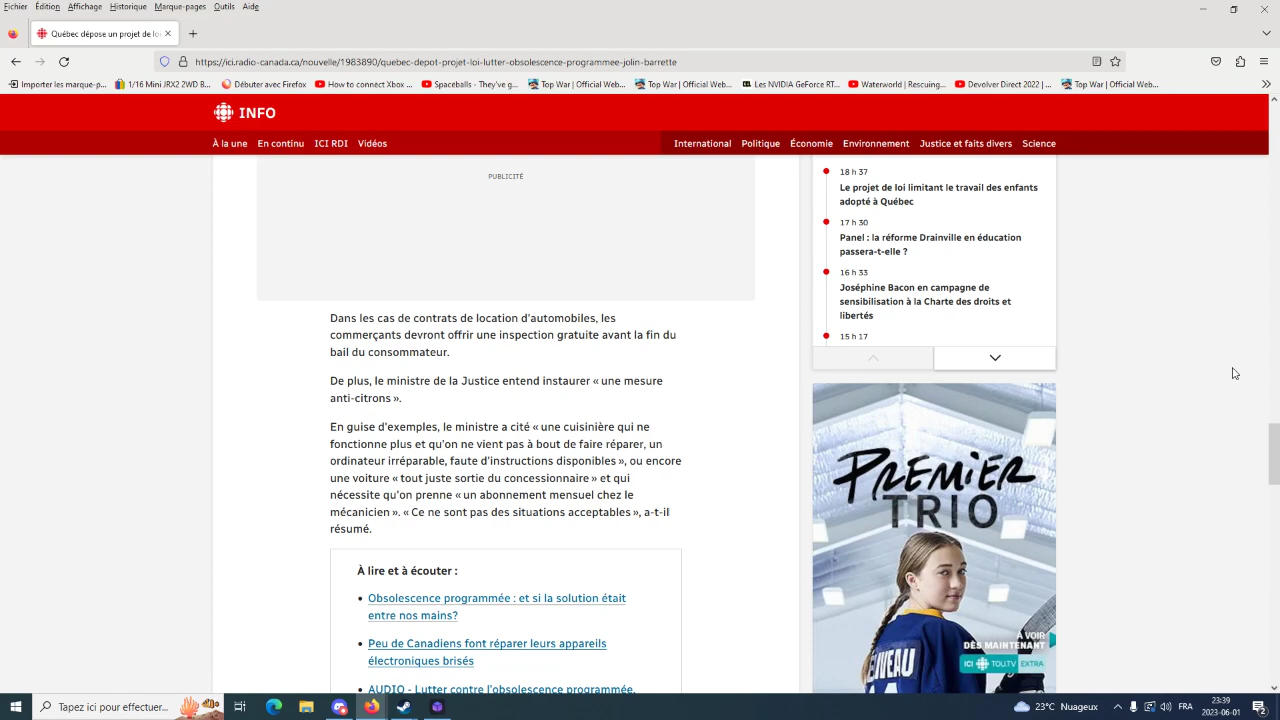 Fichier Édition Affichage Historique Marque-pages Outils Aide
Québec dépose un projet de loi
https://ici.radio-canada.ca/nouvelle/1983890/quebec-depot-projet-loi-lutter-obsolescence-programmee-jolin-barrette
Importer les marque-p... 1/16 Mini JRX2 2WD B... Débuter avec Firefox How to connect Xbox ... Spaceballs - They've g... Top War | Official Web... Top War | Official Web... Les NVIDIA GeForce RT... Waterworld | Rescuing... Devolver Direct 2022 | ... Top War | Official Web...
INFO
À la une En continu ICI RDI Vidéos International Politique Économie Environnement Justice et faits divers Science
PUBLICITÉ
Dans les cas de contrats de location d'automobiles, les
commerçants devront offrir une inspection gratuite avant la fin du
bail du consommateur.
De plus, le ministre de la Justice entend instaurer « une mesure
anti-citrons ».
En guise d'exemples, le ministre a cité « une cuisinière qui ne
fonctionne plus et qu'on ne vient pas à bout de faire réparer, un
ordinateur irréparable, faute d'instructions disponibles », ou encore
une voiture « tout juste sortie du concessionnaire » et qui
nécessite qu'on prenne « un abonnement mensuel chez le
mécanicien ». « Ce ne sont pas des situations acceptables », a-t-il
résumé.
À lire et à écouter :
Obsolescence programmée : et si la solution était
entre nos mains?
Peu de Canadiens font réparer leurs appareils
électroniques brisés
AUDIO - Lutter contre l'obsolescence programmée,
18 h 37
Le projet de loi limitant le travail des enfants
adopté à Québec
17 h 30
Panel : la réforme Drainville en éducation
passera-t-elle ?
16 h 33
Joséphine Bacon en campagne de
sensibilisation à la Charte des droits et
libertés
15 h 17
PREMIER
TRIO
À VOIR
DÈS MAINTENANT
ICI TOU.TV EXTRA
Tapez ici pour effectuer...
23°C Nuageux
FRA
23:39
2023-06-01
2